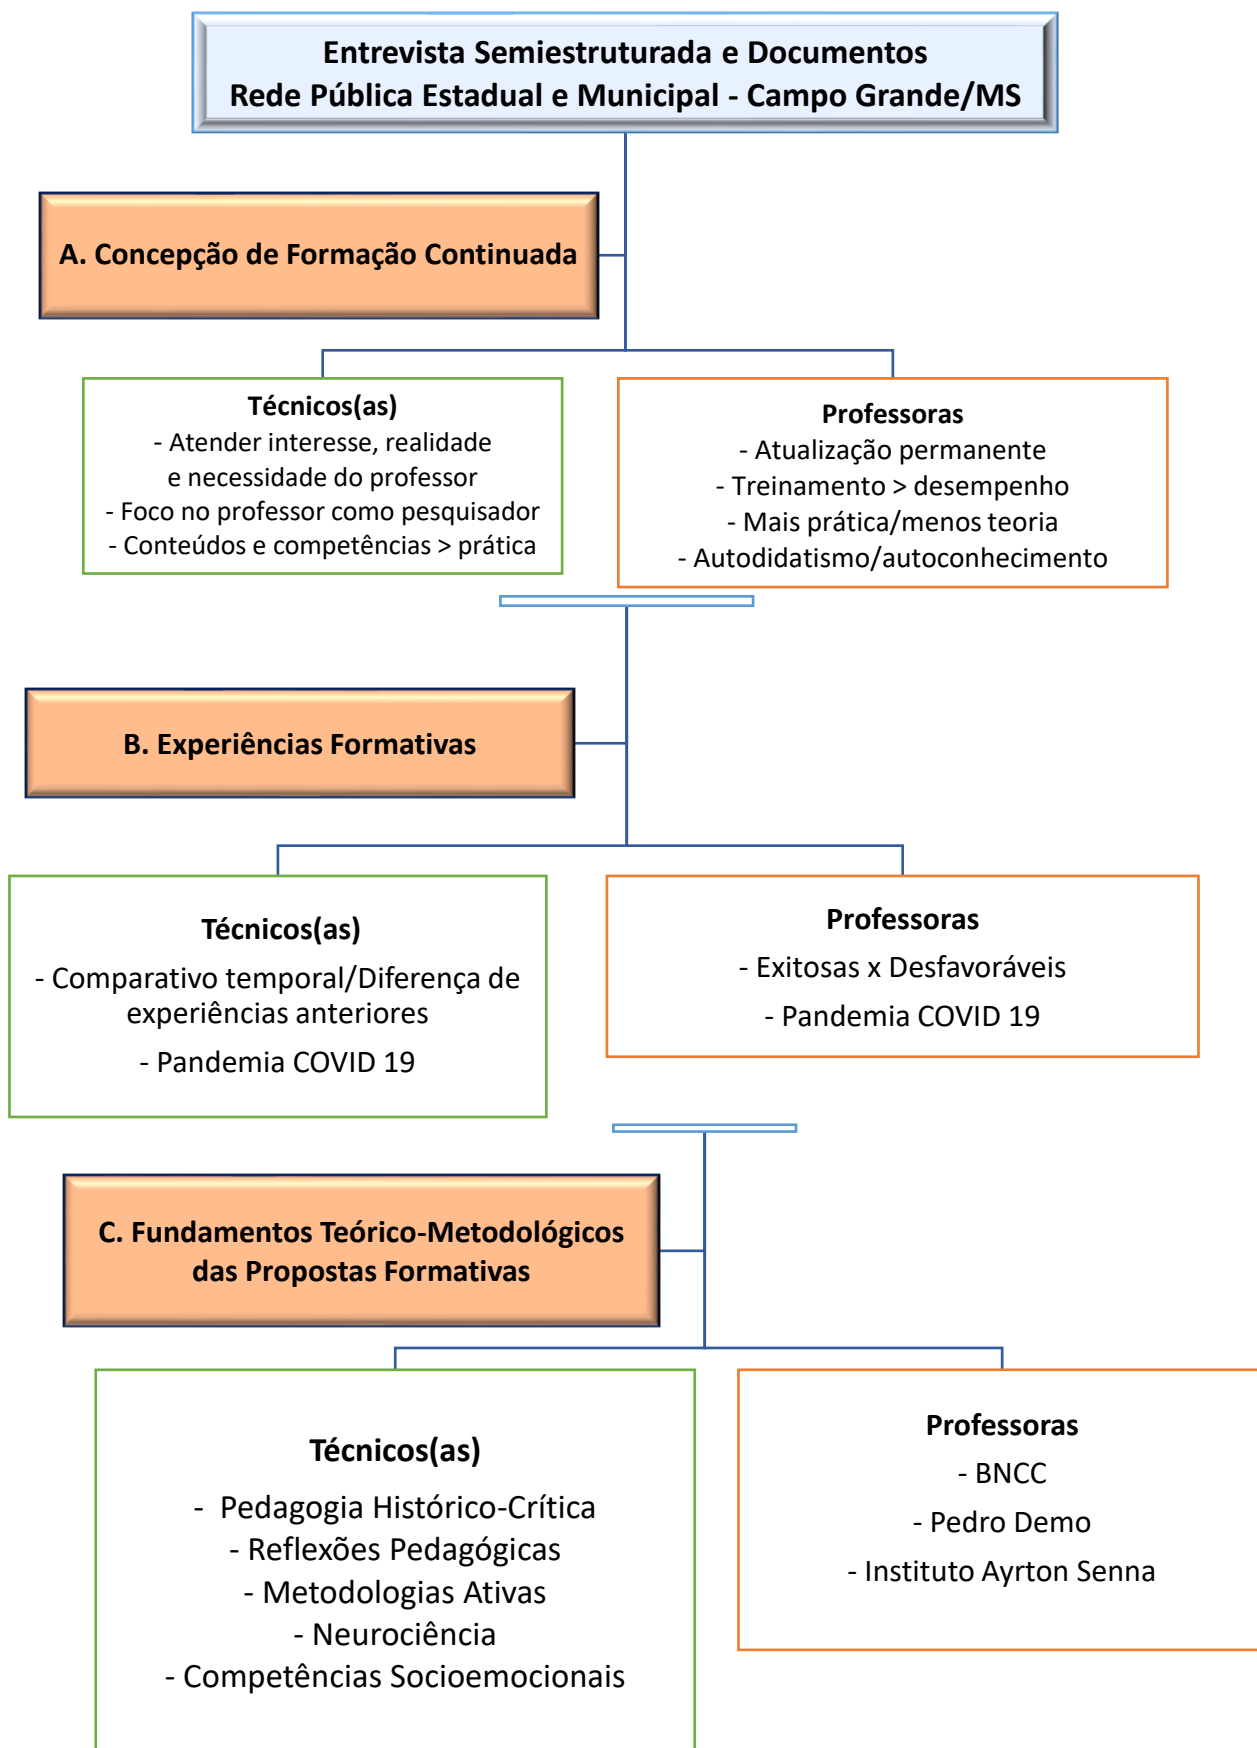 Entrevista Semiestruturada e Documentos
Rede Pública Estadual e Municipal - Campo Grande/MS
A. Concepção de Formação Continuada
Técnicos(as)
- Atender interesse, realidade
e necessidade do professor
- Foco no professor como pesquisador
- Conteúdos e competências > prática
Professoras
- Atualização permanente
- Treinamento > desempenho
- Mais prática/menos teoria
- Autodidatismo/autoconhecimento
B. Experiências Formativas
Técnicos(as)
- Comparativo temporal/Diferença de
experiências anteriores
- Pandemia COVID 19
Professoras
- Exitosas x Desfavoráveis
- Pandemia COVID 19
C. Fundamentos Teórico-Metodológicos
das Propostas Formativas
Técnicos(as)
- Pedagogia Histórico-Crítica
- Reflexões Pedagógicas
- Metodologias Ativas
- Neurociência
- Competências Socioemocionais
Professoras
- BNCC
- Pedro Demo
- Instituto Ayrton Senna